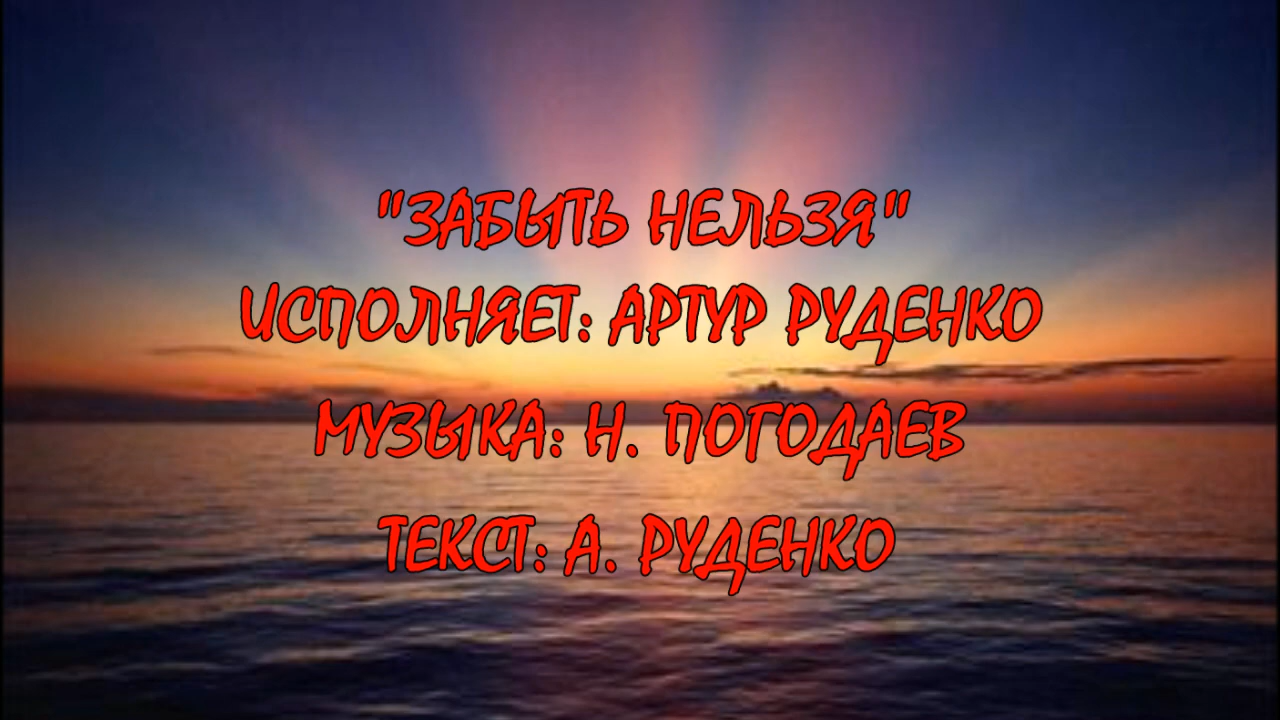 "ЗАБЫТЬ НЕЛЬЗЯ"
ИСПОЛНЯЕТ: АРТУР РУДЕНКО
МУЗЫКА: Н. ПОГОДАЕВ
ТЕКСТ: А. РУДЕНКО